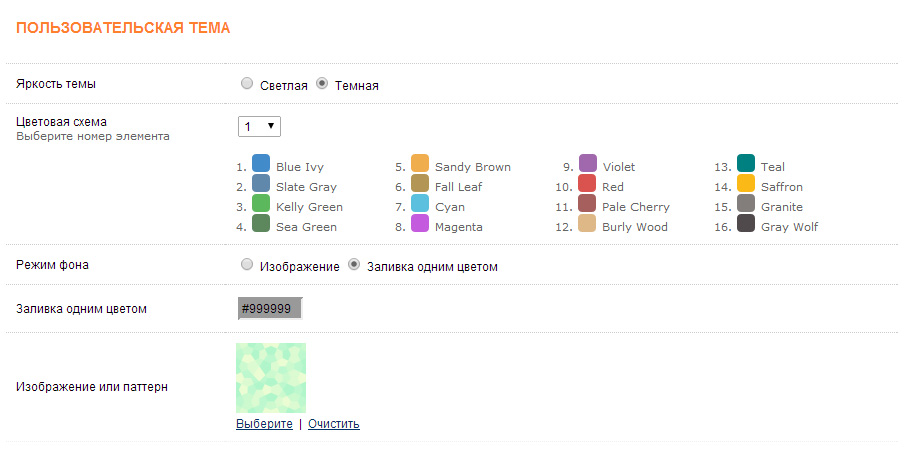 ПОЛЬЗОВАТЕЛЬСКАЯ ТЕМА
Яркость темы Светлая Темная
Цветовая схема
Выберите номер элемента
1
1. Blue Ivy 5. Sandy Brown 9. Violet 13. Teal
2. Slate Gray 6. Fall Leaf 10. Red 14. Saffron
3. Kelly Green 7. Cyan 11. Pale Cherry 15. Granite
4. Sea Green 8. Magenta 12. Burly Wood 16. Gray Wolf
Режим фона Изображение Заливка одним цветом
Заливка одним цветом #999999
Изображение или паттерн
Выберите | Очистить